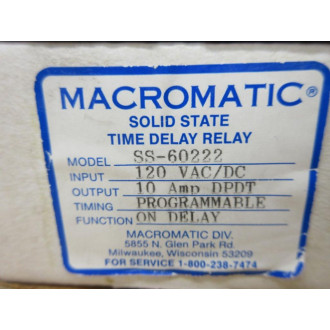 MACROMATIC®
SOLID STATE
TIME DELAY RELAY
MODEL SS-60222
INPUT 120 VAC/DC
OUTPUT 10 Amp DPDT
TIMING PROGRAMMABLE
FUNCTION ON DELAY
MACROMATIC DIV.
5855 N. Glen Park Rd.
Milwaukee, Wisconsin 53209
FOR SERVICE 1-800-238-7474